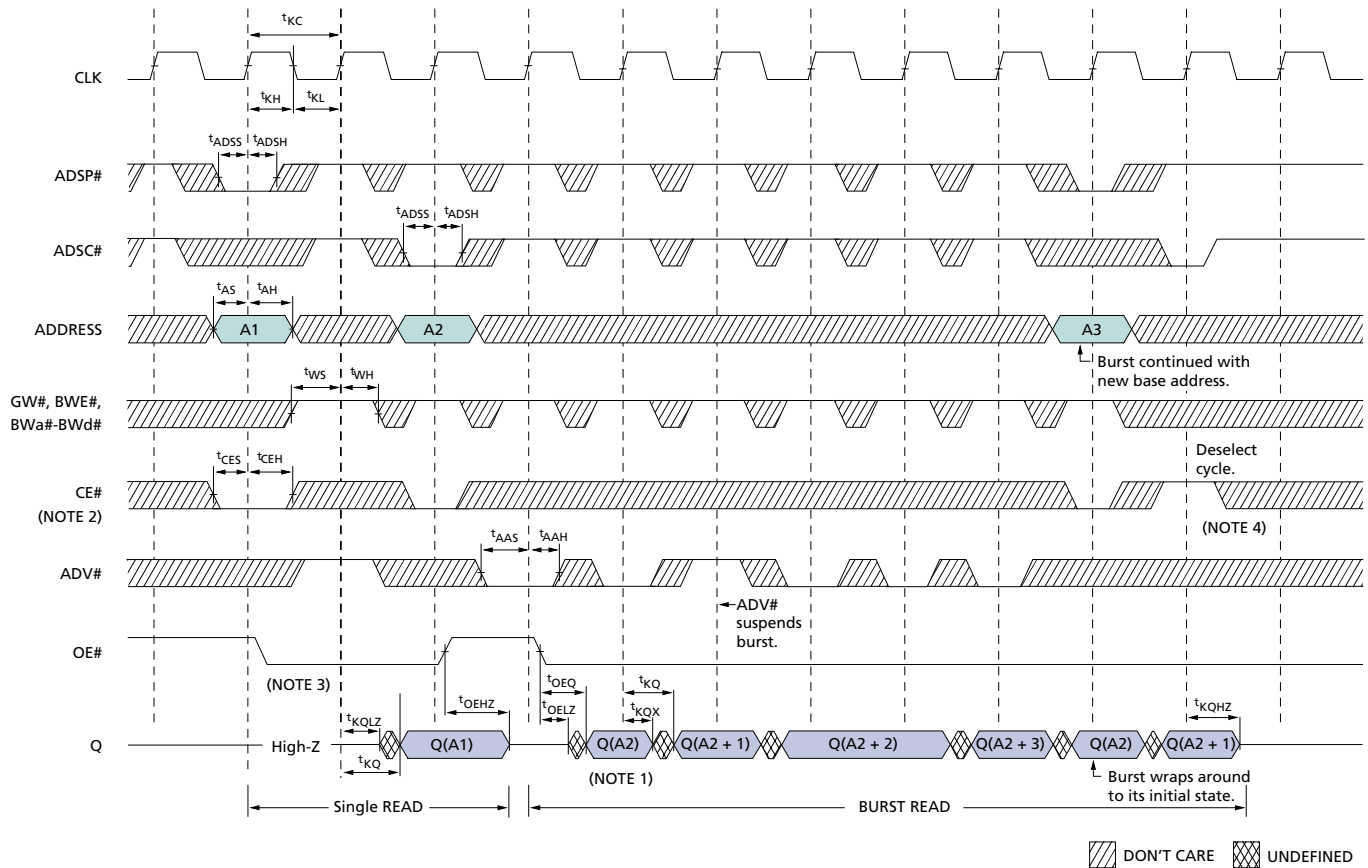 tKC
CLK
tKH tKL
tADSS tADSH
ADSP#
tADSS tADSH
ADSC#
tAS tAH
ADDRESS
A1 A2 A3
Burst continued with
new base address.
tWS tWH
GW#, BWE#,
BWa#-BWd#
tCES tCEH
Deselect
cycle.
CE#
(NOTE 2)
(NOTE 4)
tAAS tAAH
ADV#
ADV#
suspends
burst.
OE#
(NOTE 3)
tOEHZ
tOEQ
tOELZ
tKQ
tKQX
tKQLZ
tKQ
tKQHZ
Q
High-Z
Q(A1) Q(A2) Q(A2 + 1) Q(A2 + 2) Q(A2 + 3) Q(A2) Q(A2 + 1)
(NOTE 1)
Burst wraps around
to its initial state.
Single READ
BURST READ
DON'T CARE
UNDEFINED